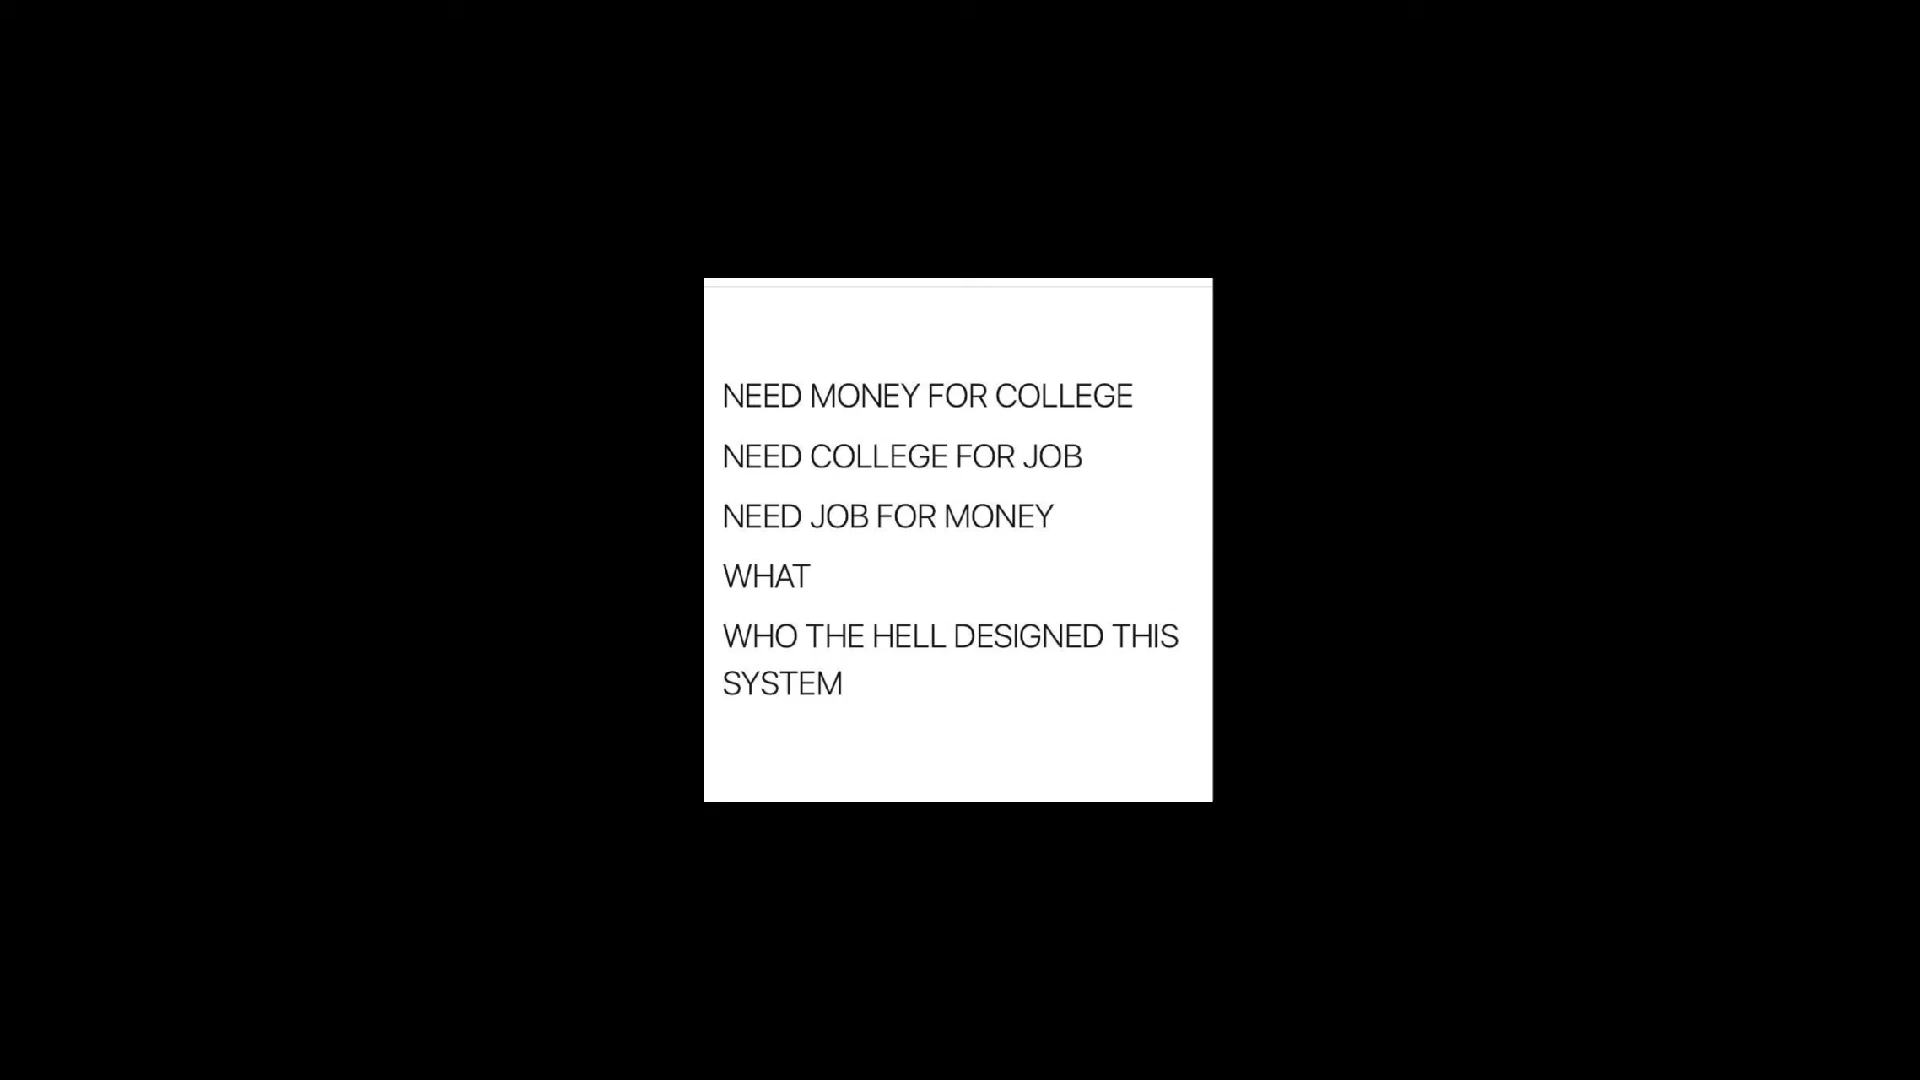 NEED MONEY FOR COLLEGE
NEED COLLEGE FOR JOB
NEED JOB FOR MONEY
WHAT
WHO THE HELL DESIGNED THIS
SYSTEM